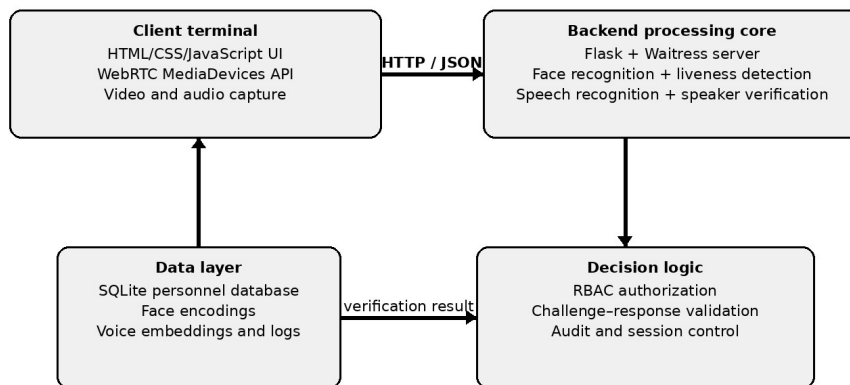 Client terminal
HTML/CSS/JavaScript UI
WebRTC MediaDevices API
Video and audio capture
HTTP / JSON
Backend processing core
Flask + Waitress server
Face recognition + liveness detection
Speech recognition + speaker verification
Data layer
SQLite personnel database
Face encodings
Voice embeddings and logs
verification result
Decision logic
RBAC authorization
Challenge–response validation
Audit and session control